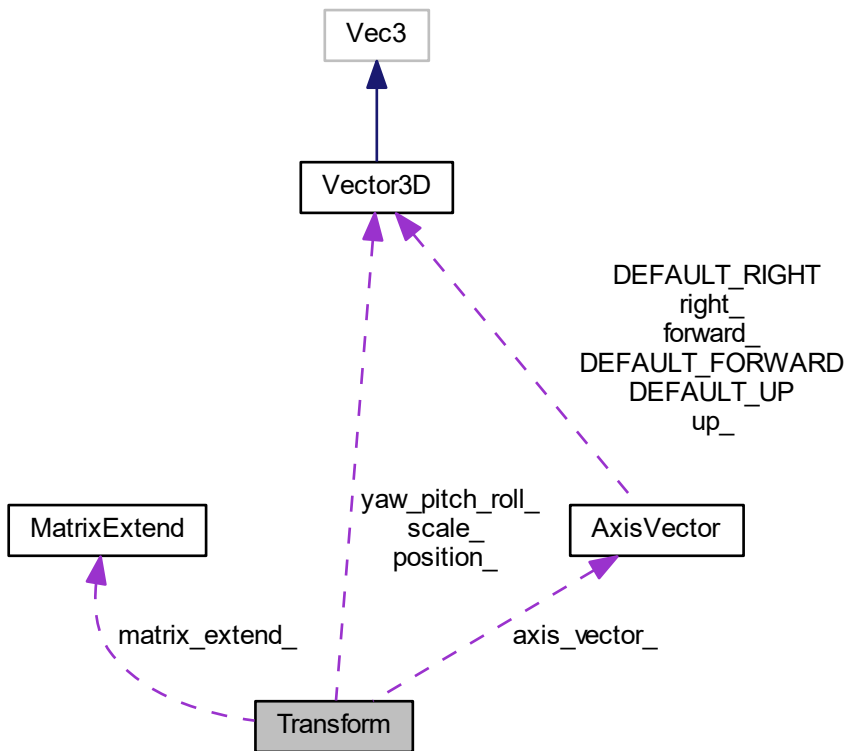 Vec3
Vector3D
DEFAULT_RIGHT
right_
forward_
DEFAULT_FORWARD
DEFAULT_UP
up_
MatrixExtend
yaw_pitch_roll_
scale_
position_
AxisVector
matrix_extend_
axis_vector_
Transform